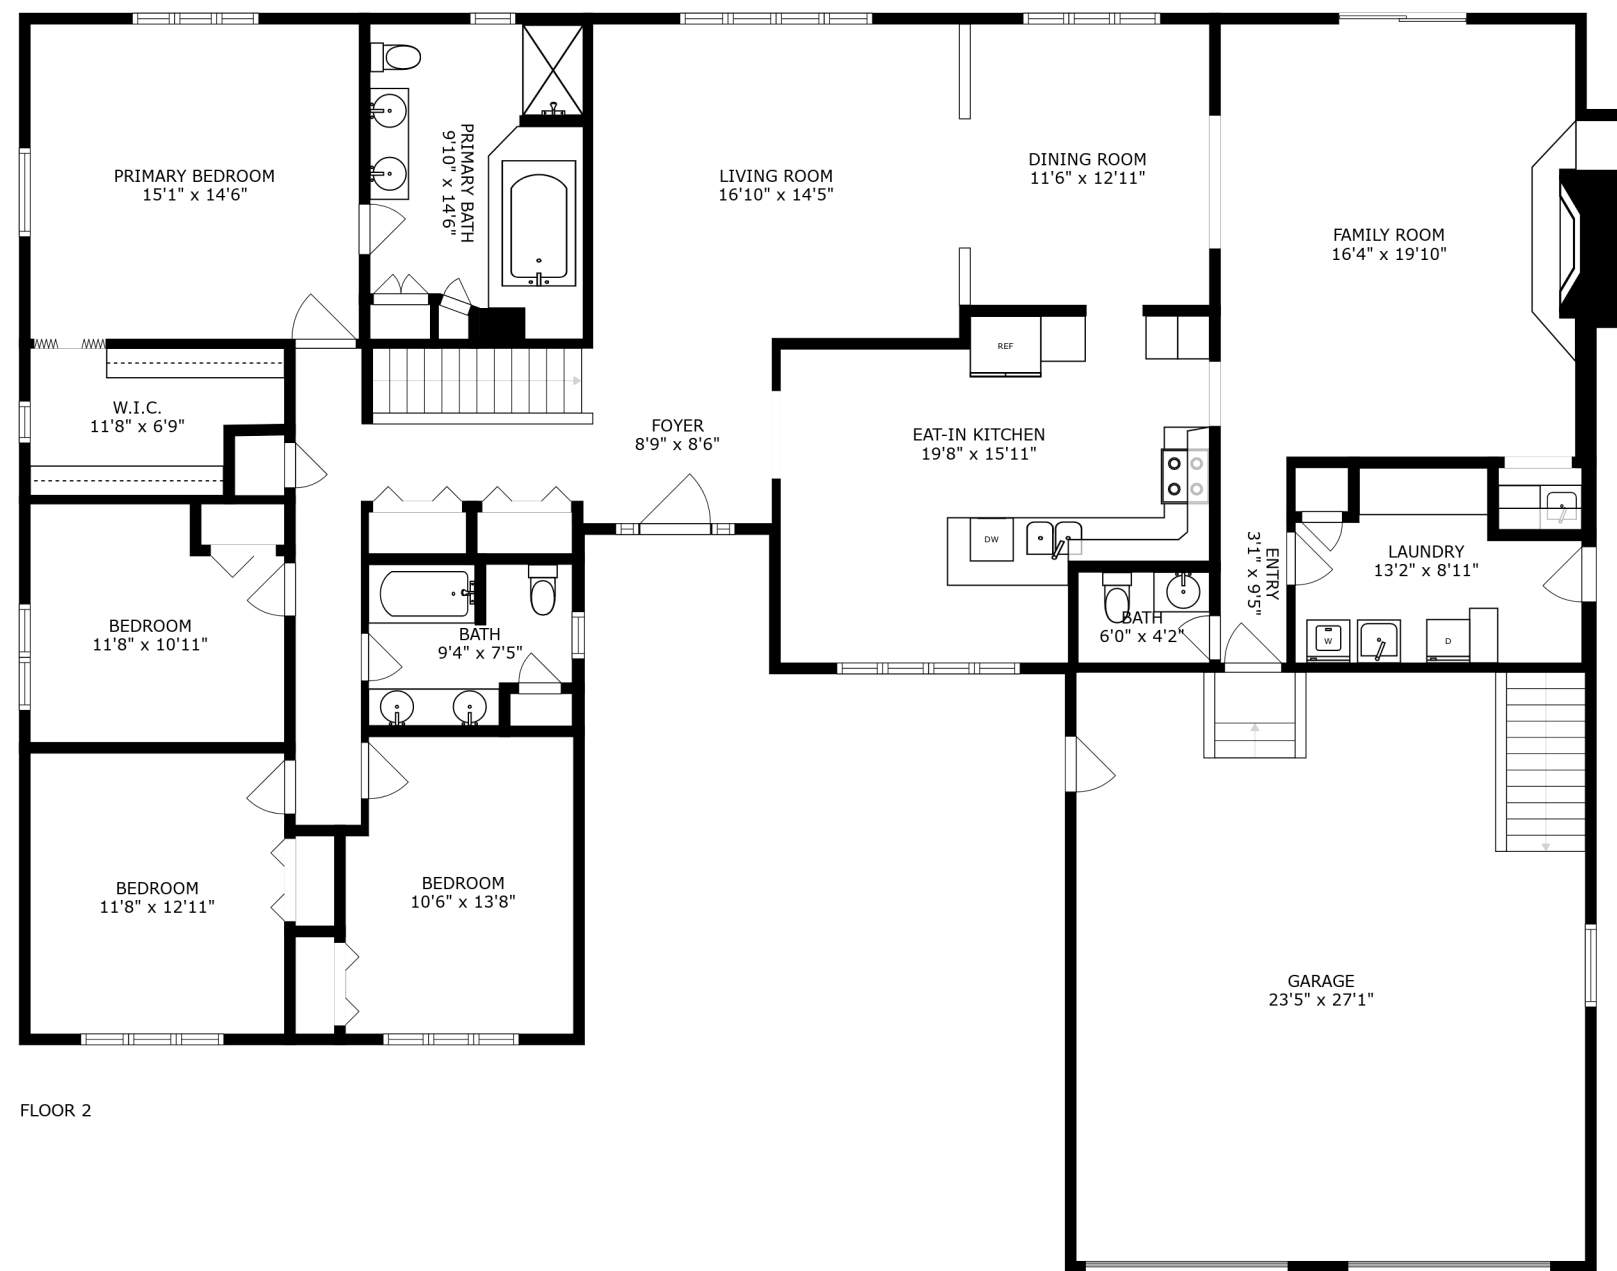 PRIMARY BEDROOM
15'1" x 14'6"
PRIMARY BATH
9'10" x 14'6"
LIVING ROOM
16'10" x 14'5"
DINING ROOM
11'6" x 12'11"
FAMILY ROOM
16'4" x 19'10"
REF
W.I.C.
11'8" x 6'9"
FOYER
8'9" x 8'6"
EAT-IN KITCHEN
19'8" x 15'11"
DW
ENTRY
3'1" x 9'5"
LAUNDRY
13'2" x 8'11"
BEDROOM
11'8" x 10'11"
BATH
9'4" x 7'5"
BATH
6'0" x 4'2"
W
D
BEDROOM
11'8" x 12'11"
BEDROOM
10'6" x 13'8"
GARAGE
23'5" x 27'1"
FLOOR 2